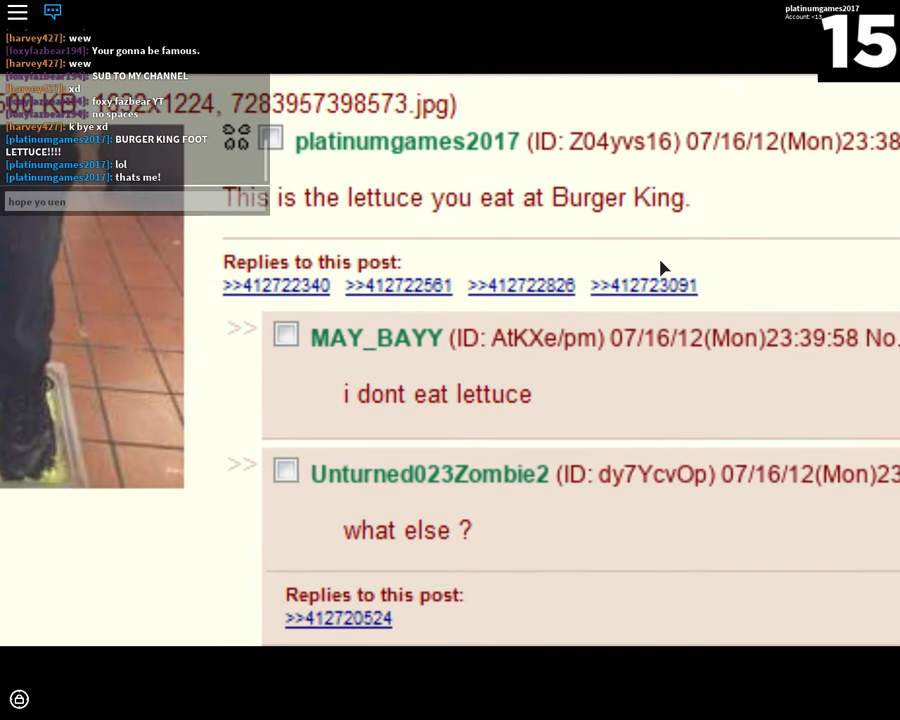 platinumgames2017
Account: <13
15
[harvey427]: wew
[foxyfazbear194]: Your gonna be famous.
[harvey427]: wew
[foxyfazbear194]: SUB TO MY CHANNEL
[harvey427]: xd
[foxyfazbear194]: foxy fazbear YT
[foxyfazbear194]: no spaces
[harvey427]: k bye xd
[platinumgames2017]: BURGER KING FOOT
LETTUCE!!!!
[platinumgames2017]: lol
[platinumgames2017]: thats me!
hope yo uen
KB, 1632x1224, 7283957398573.jpg)
platinumgames2017 (ID: Z04yvs16) 07/16/12(Mon)23:38
This is the lettuce you eat at Burger King.
Replies to this post:
>>412722340 >>412722561 >>412722826 >>412723091
>> MAY_BAYY (ID: AtKXe/pm) 07/16/12(Mon)23:39:58 No.
i dont eat lettuce
>> Unturned023Zombie2 (ID: dy7YcvOp) 07/16/12(Mon)23
what else ?
Replies to this post:
>>412720524